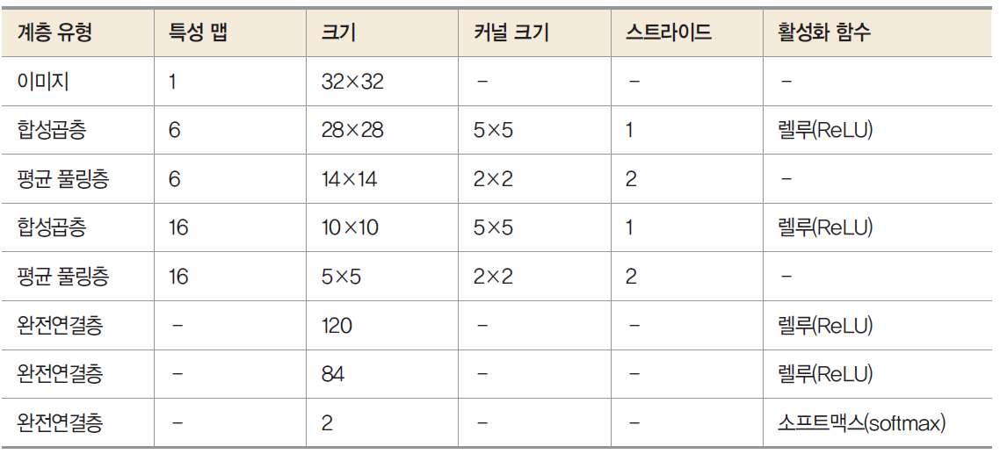 계층 유형 특성 맵 크기 커널 크기 스트라이드 활성화 함수
이미지 1 32×32 – – –
합성곱층 6 28×28 5×5 1 렐루(ReLU)
평균 풀링층 6 14×14 2×2 2 –
합성곱층 16 10×10 5×5 1 렐루(ReLU)
평균 풀링층 16 5×5 2×2 2 –
완전연결층 – 120 – – 렐루(ReLU)
완전연결층 – 84 – – 렐루(ReLU)
완전연결층 – 2 – – 소프트맥스(softmax)